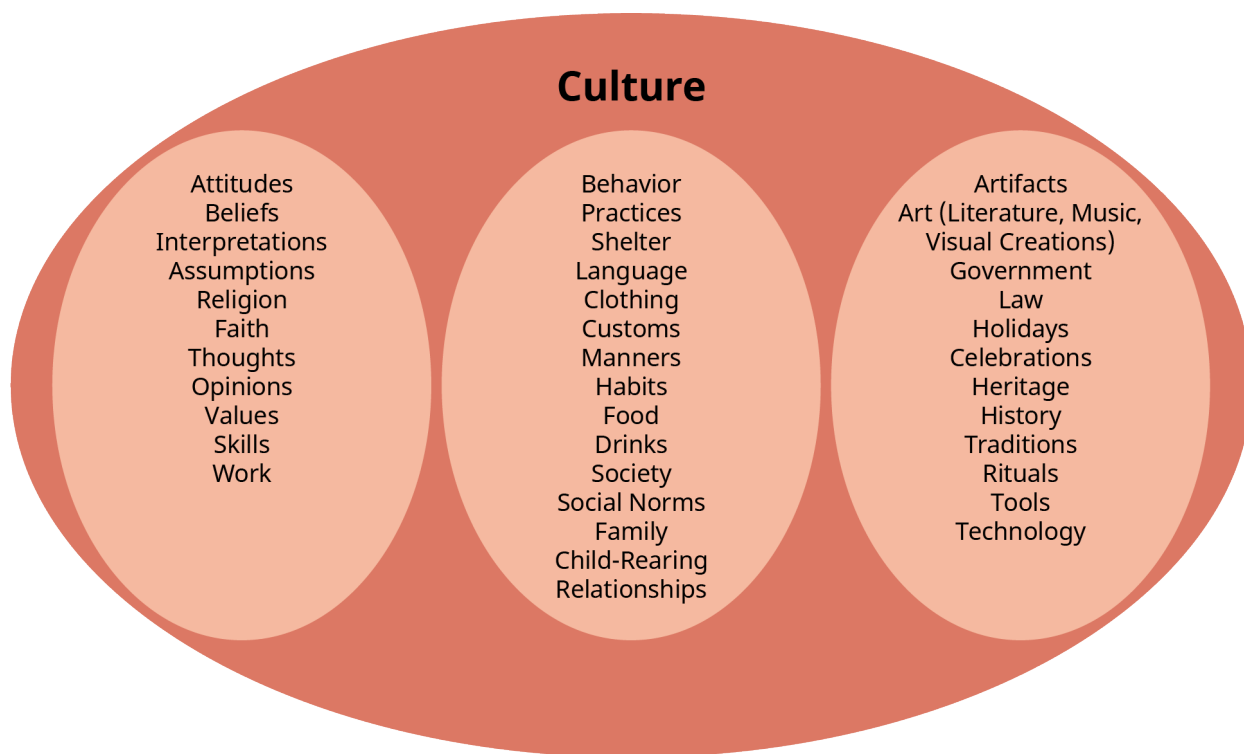 Culture
Attitudes
Beliefs
Interpretations
Assumptions
Religion
Faith
Thoughts
Opinions
Values
Skills
Work
Behavior
Practices
Shelter
Language
Clothing
Customs
Manners
Habits
Food
Drinks
Society
Social Norms
Family
Child-Rearing
Relationships
Artifacts
Art (Literature, Music,
Visual Creations)
Government
Law
Holidays
Celebrations
Heritage
History
Traditions
Rituals
Tools
Technology